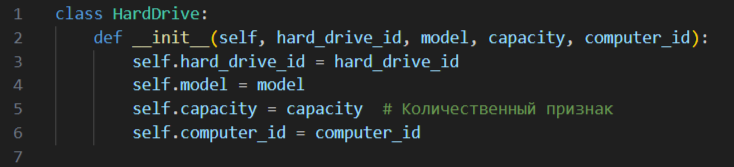 1 class HardDrive:
2     def __init__(self, hard_drive_id, model, capacity, computer_id):
3         self.hard_drive_id = hard_drive_id
4         self.model = model
5         self.capacity = capacity  # Количественный признак
6         self.computer_id = computer_id
7